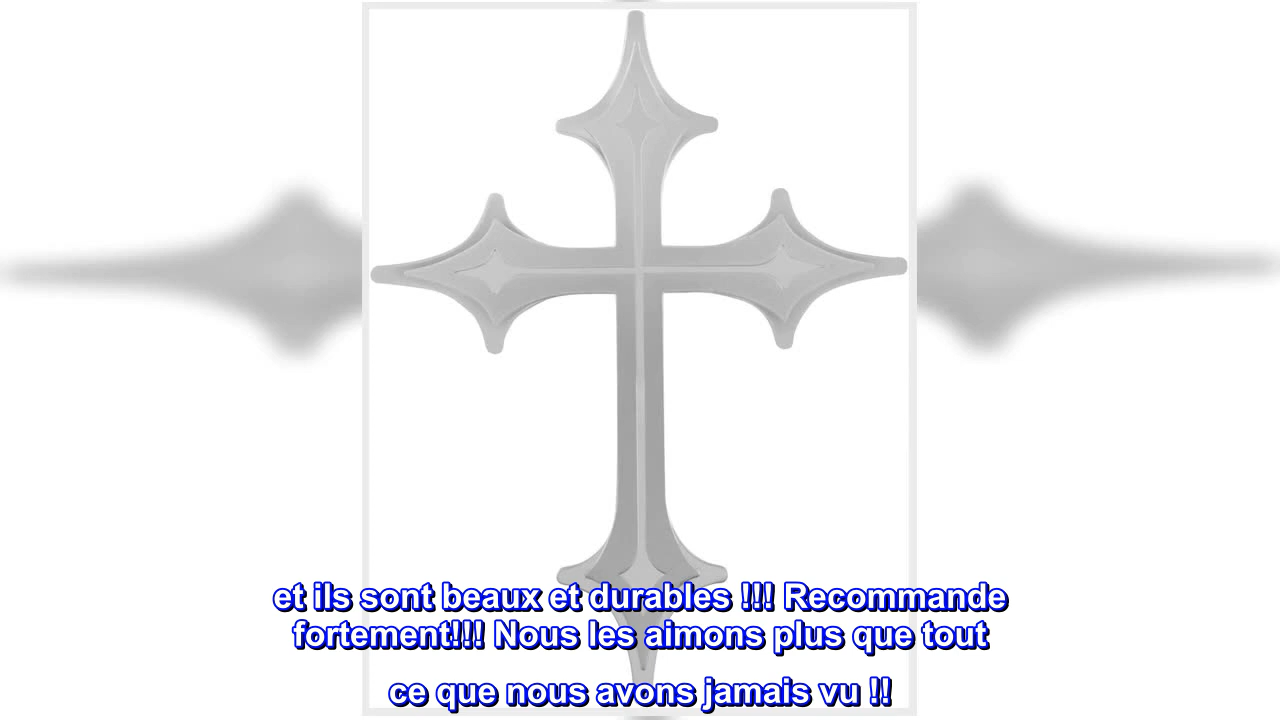 et ils sont beaux et durables !!! Recommande
fortement!!! Nous les aimons plus que tout
ce que nous avons jamais vu !!